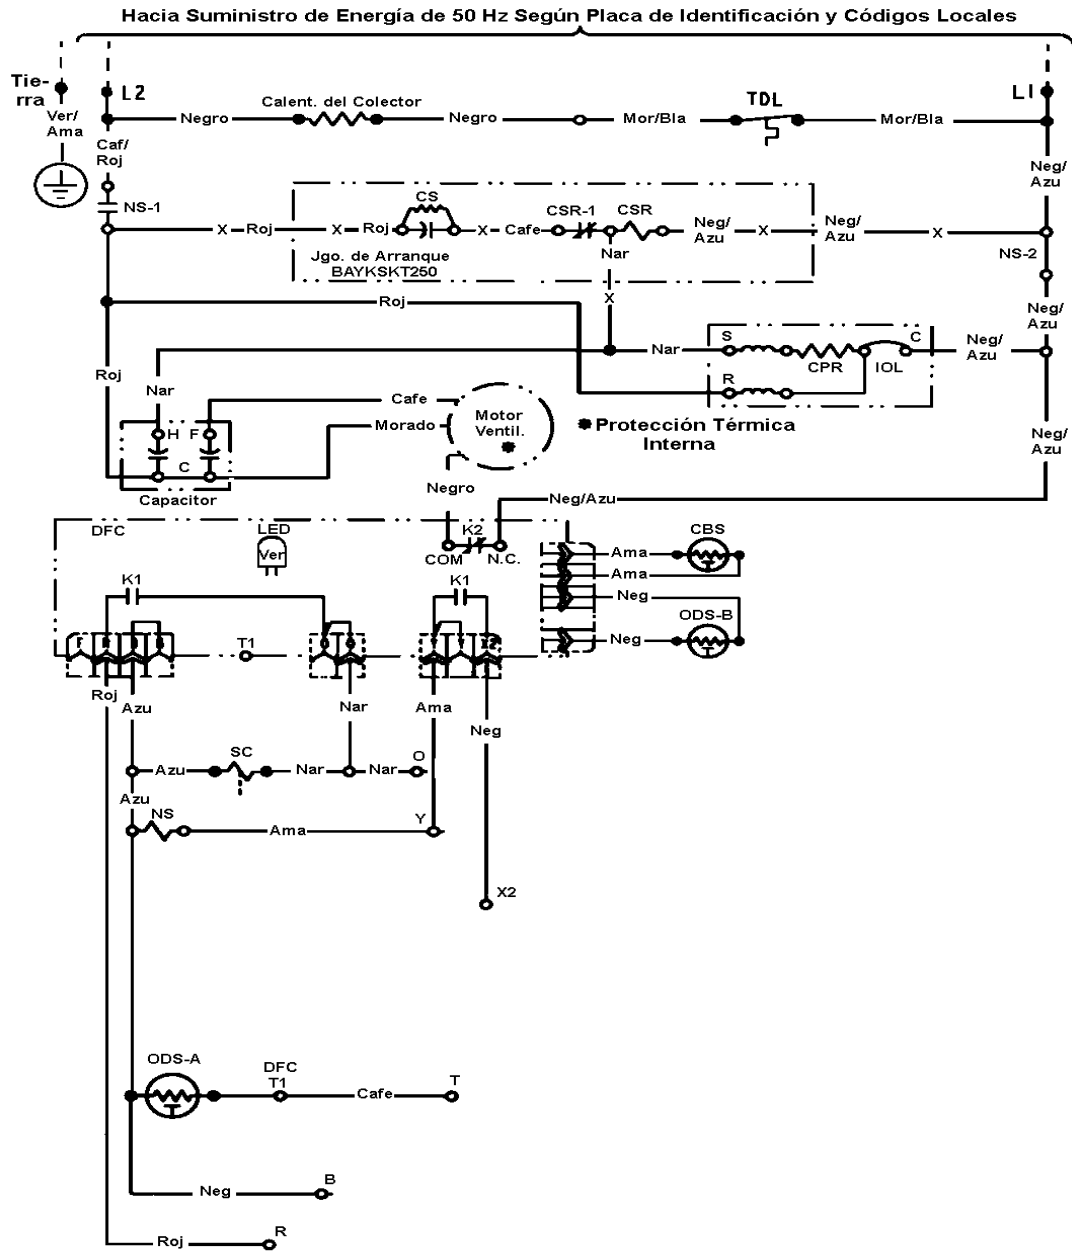 Hacia Suministro de Energía de 50 Hz Según Placa de Identificación y Códigos Locales
Tie-
rra
L2
L1
Calent. del Colector
TDL
Ver/
Ama
Negro
Negro
Mor/Bla
Mor/Bla
Caf/
Roj
Neg/
Azu
NS-1
CS
CSR-1
CSR
X
Roj
X
Roj
X
Cafe
Neg/
Azu
X
Neg/
Azu
X
NS-2
Jgo. de Arranque
BAYKSKT250
Nar
X
Roj
Neg/
Azu
S
C
Nar
CPR
IOL
Neg/
Azu
R
Roj
Nar
Cafe
Morado
Motor
Ventil.
Protección Térmica
Interna
Neg/
Azu
H
F
C
Capacitor
Negro
Neg/Azu
DFC
LED
Ver
K2
COM
N.C.
CBS
Ama
Ama
Neg
ODS-B
Neg
K1
K1
T1
Roj
Azu
Nar
Ama
Neg
SC
O
Azu
Nar
Nar
Azu
NS
Ama
Y
X2
ODS-A
DFC
T1
Cafe
T
Neg
B
Roj
R